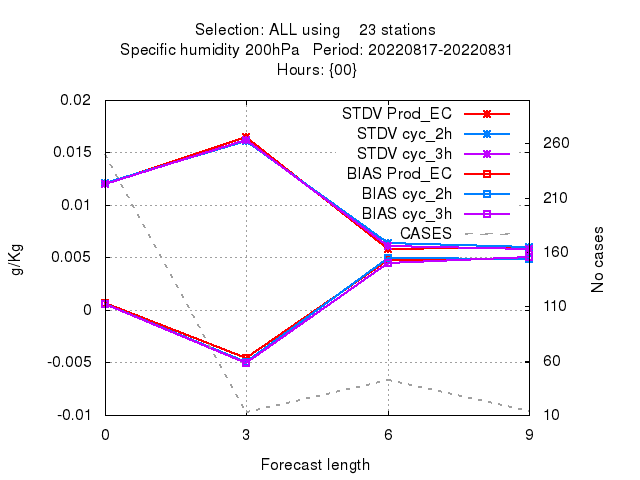 Selection: ALL using 23 stations
Specific humidity 200hPa Period: 20220817-20220831
Hours: {00}
STDV Prod_EC
STDV cyc_2h
STDV cyc_3h
BIAS Prod_EC
BIAS cyc_2h
BIAS cyc_3h
CASES
0.02
0.015
0.01
0.005
0
-0.005
-0.01
g/Kg
260
210
160
110
60
10
No cases
0 3 6 9
Forecast length